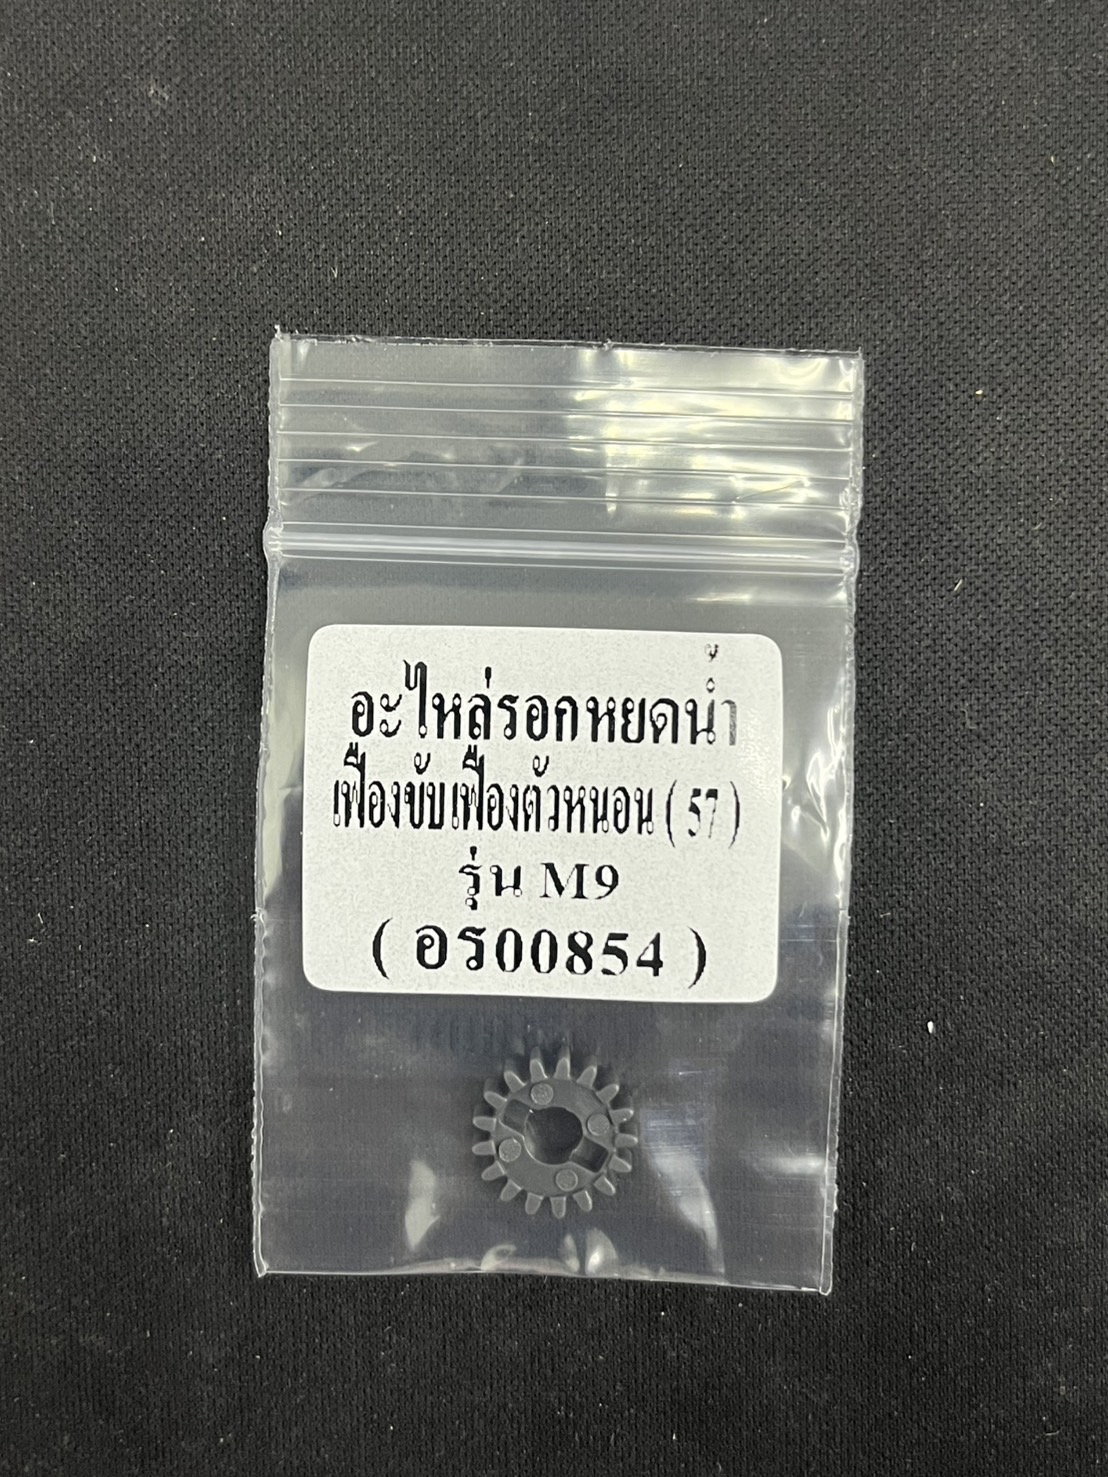 อะไหล่รอกหยดน้ำ
เฟืองขับเฟืองตัวหนอน ( 57 )
รุ่น M9
( อร00854 )